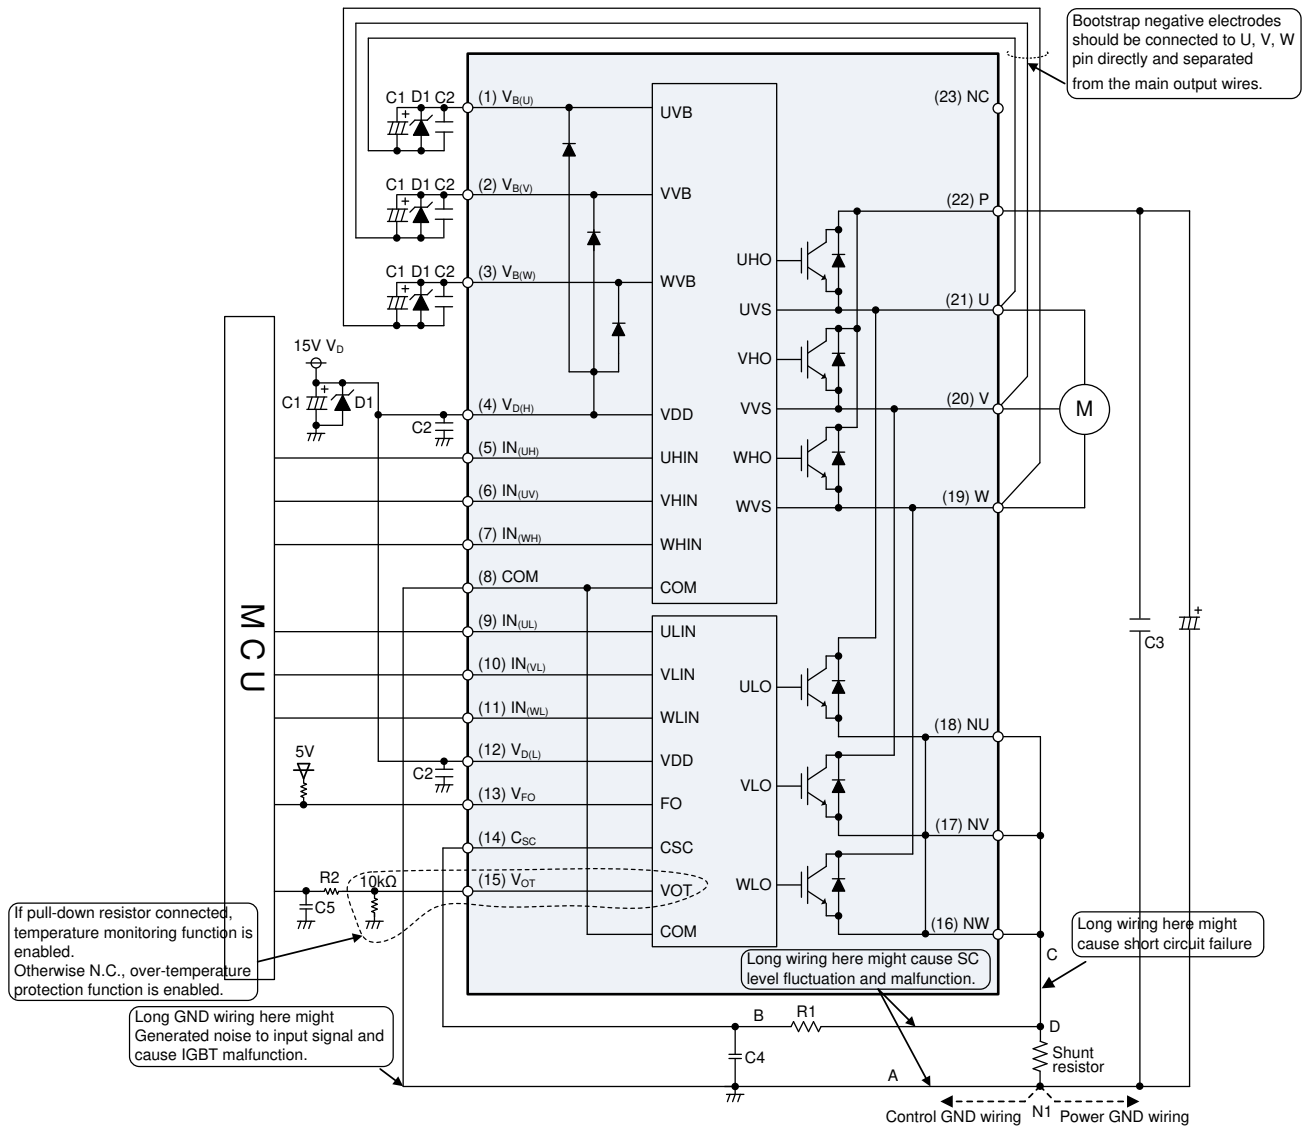 Bootstrap negative electrodes
should be connected to U, V, W
pin directly and separated
from the main output wires.
C1 D1 C2
+
(1) VB(U)
UVB
(23) NC
C1 D1 C2
+
(2) VB(V)
VVB
(22) P
UHO
C1 D1 C2
+
(3) VB(W)
WVB
UVS
(21) U
15V VD
VHO
C1
+
D1
C2
(4) VD(H)
VDD
VVS
(20) V
M
(5) IN(UH)
UHIN
WHO
(6) IN(UV)
VHIN
WVS
(19) W
(7) IN(WH)
WHIN
(8) COM
COM
MCU
(9) IN(UL)
ULIN
C3
+
(10) IN(VL)
VLIN
ULO
(11) IN(WL)
WLIN
(18) NU
5V
C2
(12) VD(L)
VDD
VLO
(13) VFO
FO
(17) NV
(14) CSC
CSC
R2
10kΩ
(15) VOT
VOT
WLO
C5
COM
(16) NW
If pull-down resistor connected,
temperature monitoring function is
enabled.
Otherwise N.C., over-temperature
protection function is enabled.
Long wiring here might
cause short circuit failure
C
Long wiring here might cause SC
level fluctuation and malfunction.
Long GND wiring here might
Generated noise to input signal and
cause IGBT malfunction.
B
R1
D
C4
Shunt
resistor
A
Control GND wiring
N1
Power GND wiring